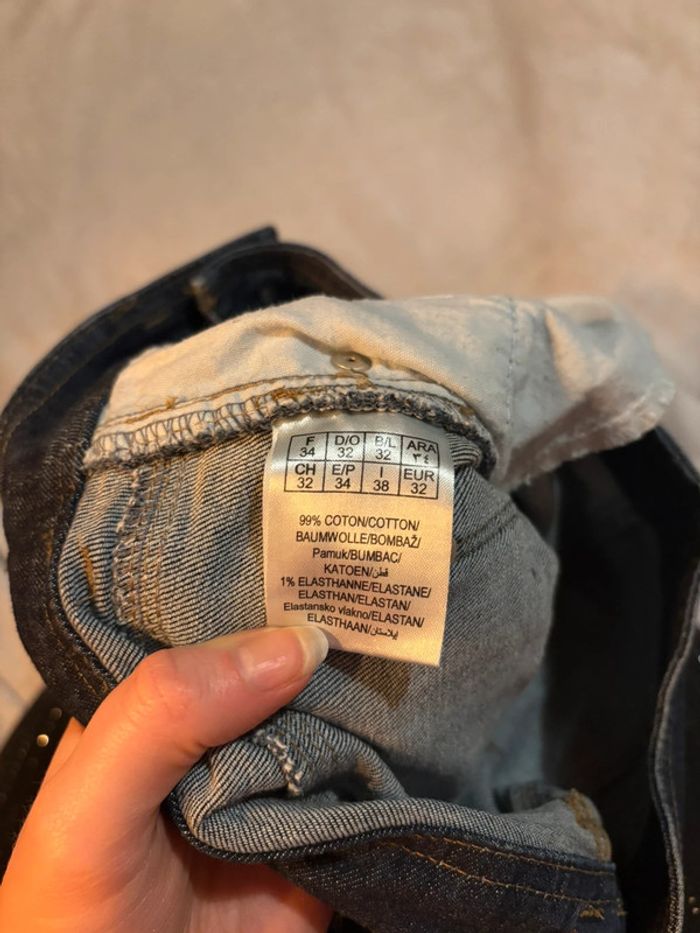 F D/O B/L ARA
34 32 32 ٣٤
CH E/P I EUR
32 34 38 32
99% COTON/COTTON/
BAUMWOLLE/BOMBAŽ/
Pamuk/BUMBAC/
KATOEN/قطن
1% ELASTHANNE/ELASTANE/
ELASTHAN/ELASTAN/
Elastansko vlakno/ELASTAN/
ELASTHAAN/إيلاستان